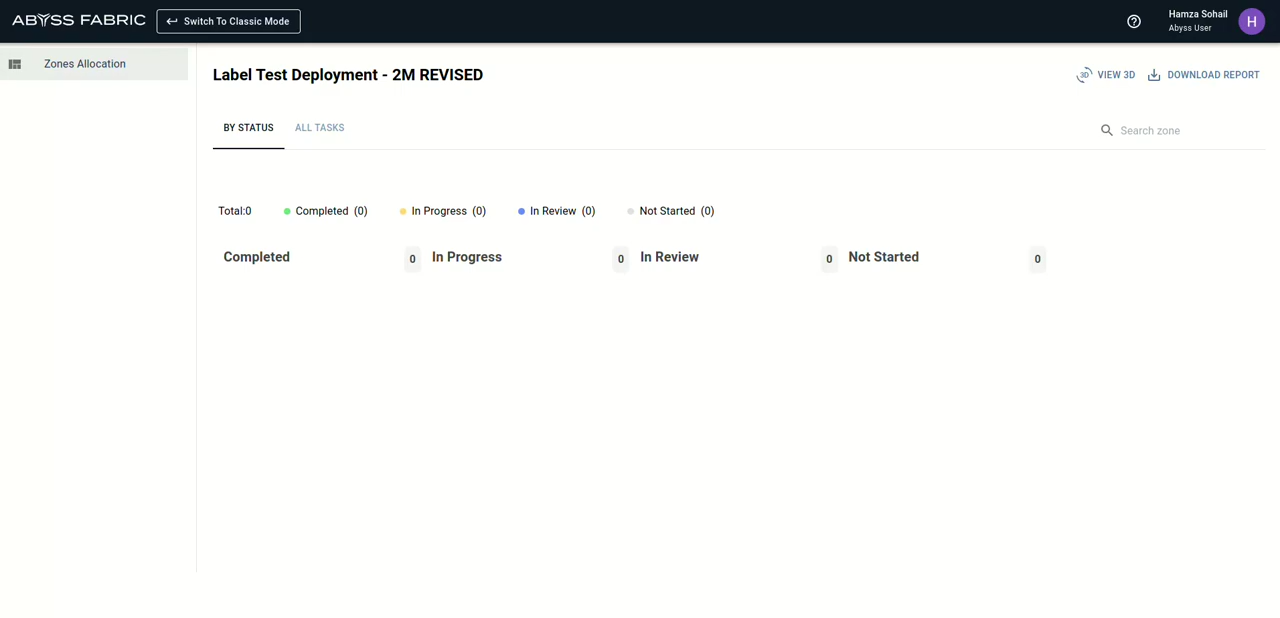 ABYSS FABRIC
Switch To Classic Mode
Hamza Sohail
Abyss User
H
Zones Allocation
Label Test Deployment - 2M REVISED
3D VIEW 3D
DOWNLOAD REPORT
BY STATUS
ALL TASKS
Search zone
Total:0
Completed (0)
In Progress (0)
In Review (0)
Not Started (0)
Completed 0
In Progress 0
In Review 0
Not Started 0